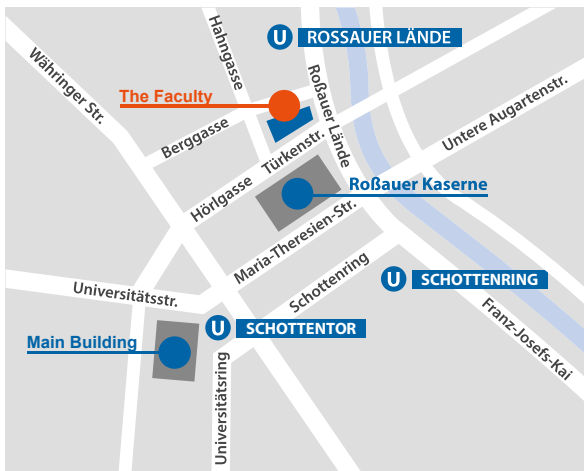 U ROSSAUER LÄNDE
Hahngasse
Währinger Str.
The Faculty
Roßauer Lände
Berggasse
Türkenstr.
Untere Augartenstr.
Hörlgasse
Roßauer Kaserne
Maria-Theresien-Str.
Schottenring
U SCHOTTENRING
Universitätsstr.
U SCHOTTENTOR
Main Building
Franz-Josefs-Kai
Universitätsring